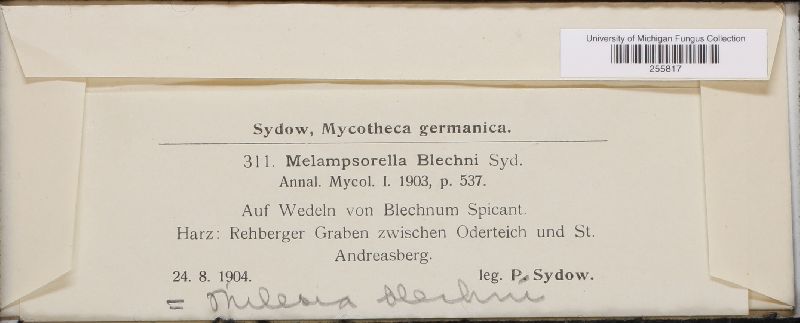 University of Michigan Fungus Collection
255817
Sydow, Mycotheca germanica.
311. Melampsorella Blechni Syd.
Annal. Mycol. I. 1903, p. 537.
Auf Wedeln von Blechnum Spicant.
Harz: Rehberger Graben zwischen Oderteich und St.
Andreasberg.
24. 8. 1904. leg. P. Sydow.
= Milesia blechni